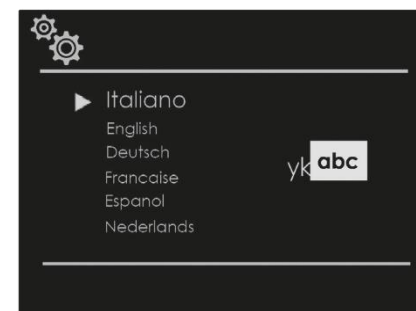 Italiano
English
Deutsch
Francaise
Espanol
Nederlands
yk abc